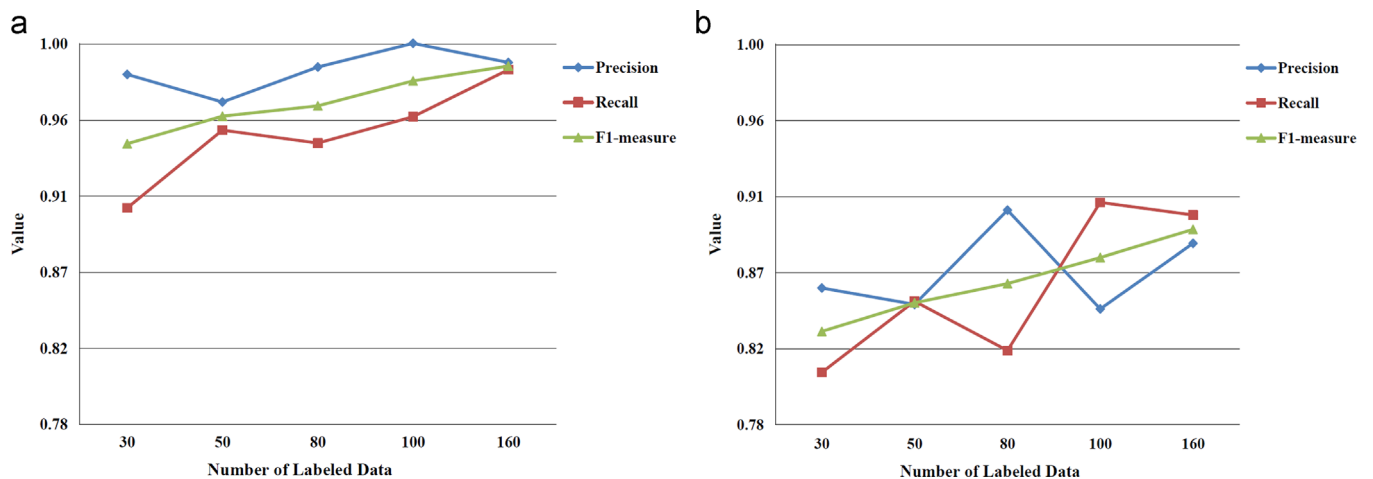 a
1.00
0.96
0.91
0.87
0.82
0.78
Value
30 50 80 100 160
Number of Labeled Data
Precision
Recall
F1-measure
b
1.00
0.96
0.91
0.87
0.82
0.78
Value
30 50 80 100 160
Number of Labeled Data
Precision
Recall
F1-measure